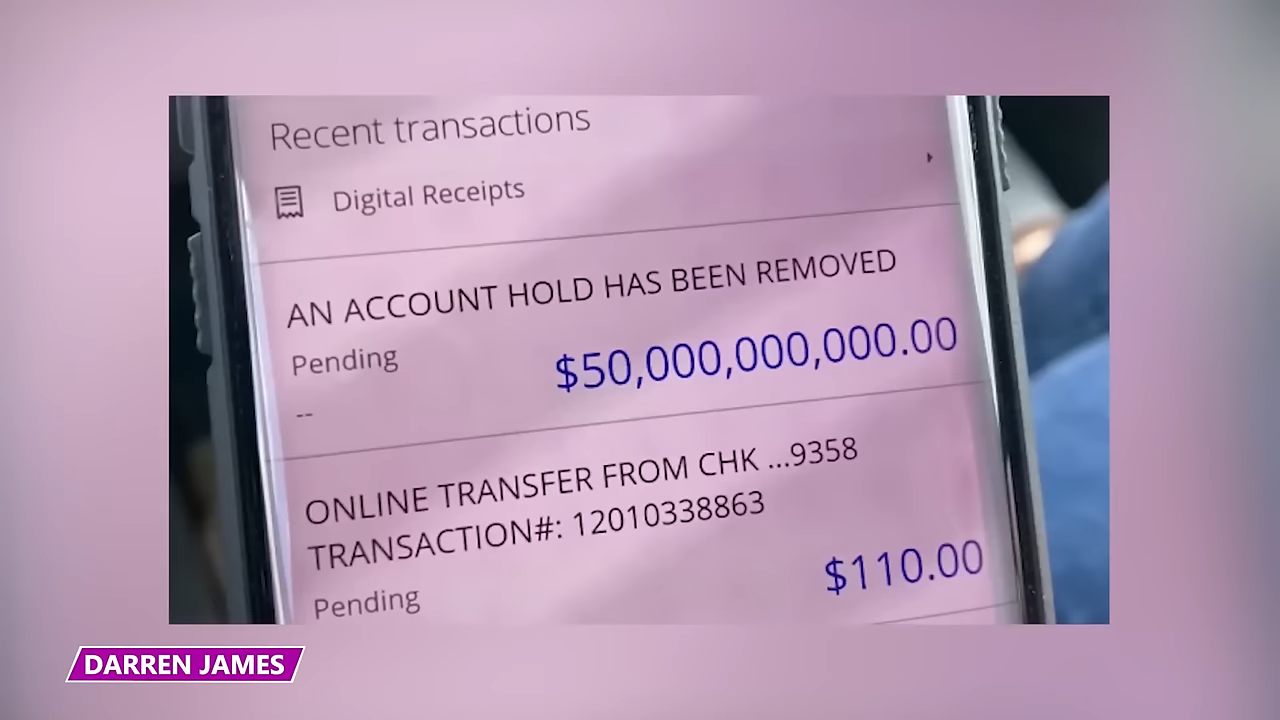 Recent transactions
Digital Receipts
AN ACCOUNT HOLD HAS BEEN REMOVED
Pending
$50,000,000,000.00
--
ONLINE TRANSFER FROM CHK ...9358
TRANSACTION#: 12010338863
$110.00
Pending
DARREN JAMES